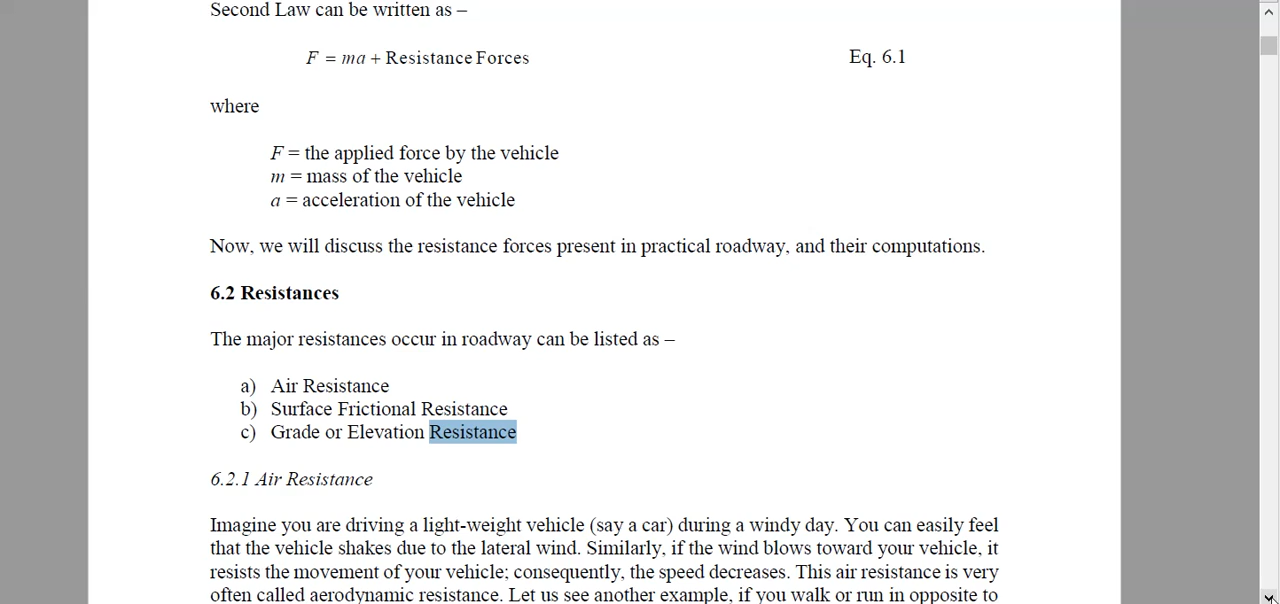 Second Law can be written as –
F = ma + Resistance Forces Eq. 6.1
where
F = the applied force by the vehicle
m = mass of the vehicle
a = acceleration of the vehicle
Now, we will discuss the resistance forces present in practical roadway, and their computations.
6.2 Resistances
The major resistances occur in roadway can be listed as –
a) Air Resistance
b) Surface Frictional Resistance
c) Grade or Elevation Resistance
6.2.1 Air Resistance
Imagine you are driving a light-weight vehicle (say a car) during a windy day. You can easily feel
that the vehicle shakes due to the lateral wind. Similarly, if the wind blows toward your vehicle, it
resists the movement of your vehicle; consequently, the speed decreases. This air resistance is very
often called aerodynamic resistance. Let us see another example, if you walk or run in opposite to